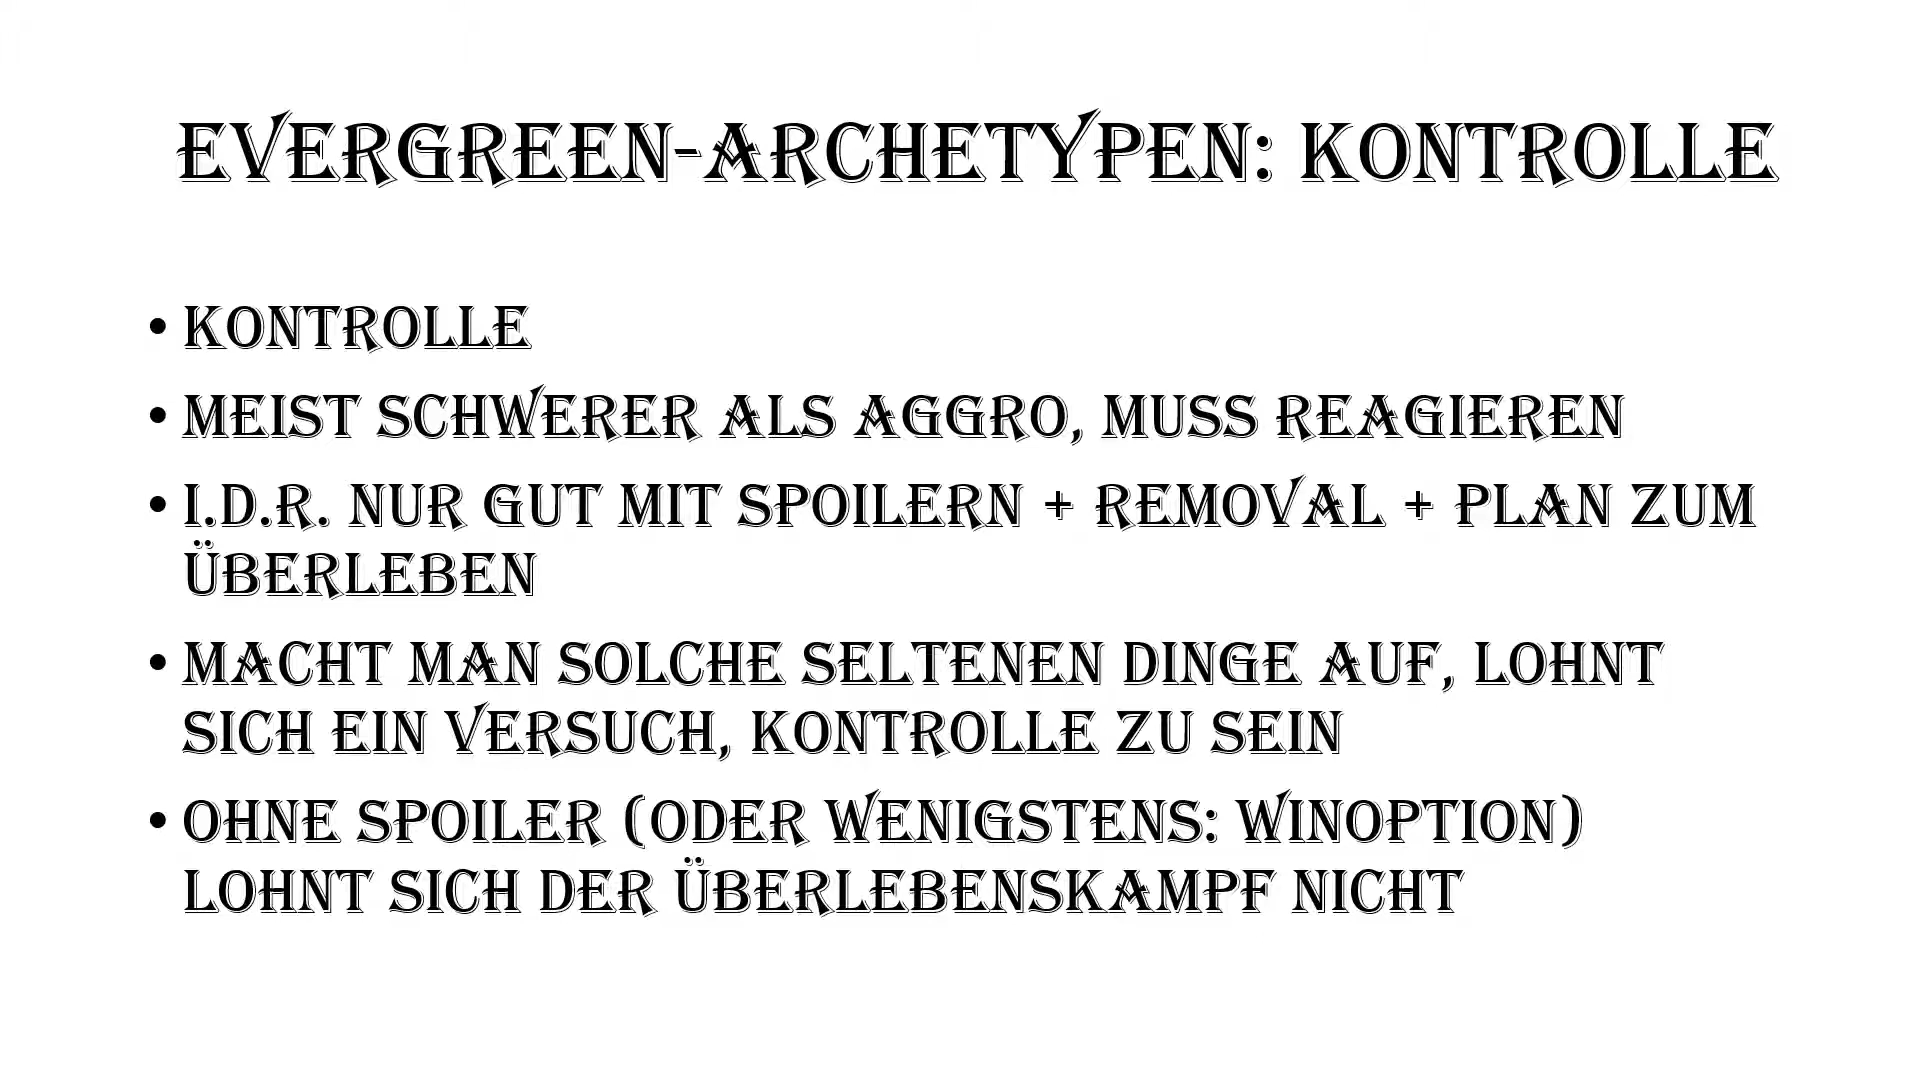 EVERGREEN-ARCHETYPEN: KONTROLLE
• KONTROLLE
• MEIST SCHWERER ALS AGGRO, MUSS REAGIEREN
• I.D.R. NUR GUT MIT SPOILERN + REMOVAL + PLAN ZUM
ÜBERLEBEN
• MACHT MAN SOLCHE SELTENEN DINGE AUF, LOHNT
SICH EIN VERSUCH, KONTROLLE ZU SEIN
• OHNE SPOILER (ODER WENIGSTENS: WINOPTION)
LOHNT SICH DER ÜBERLEBENSKAMPF NICHT